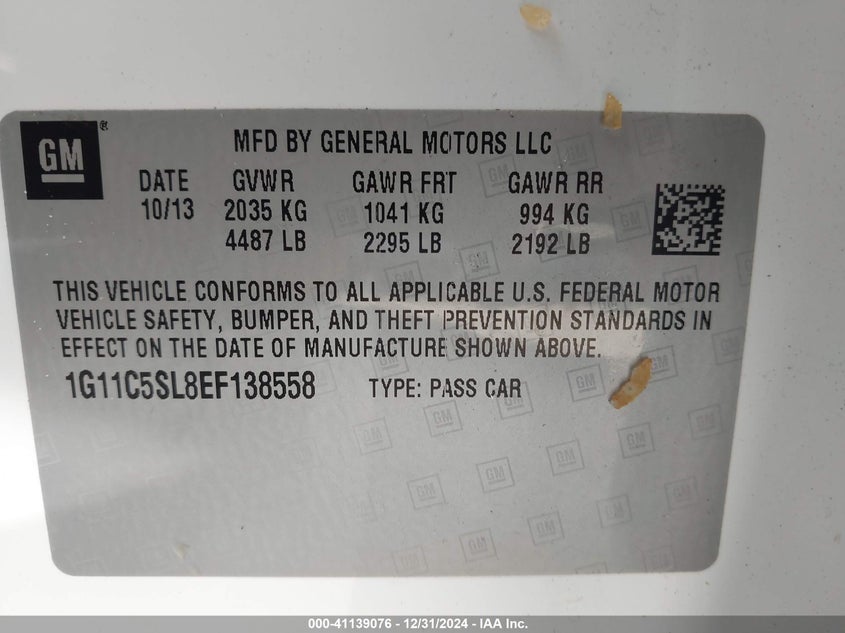 GM®
MFD BY GENERAL MOTORS LLC
DATE GVWR GAWR FRT GAWR RR
10/13 2035 KG 1041 KG 994 KG
4487 LB 2295 LB 2192 LB
THIS VEHICLE CONFORMS TO ALL APPLICABLE U.S. FEDERAL MOTOR
VEHICLE SAFETY, BUMPER, AND THEFT PREVENTION STANDARDS IN
EFFECT ON THE DATE OF MANUFACTURE SHOWN ABOVE.
1G11C5SL8EF138558 TYPE: PASS CAR
000-41139076 - 12/31/2024 - IAA Inc.